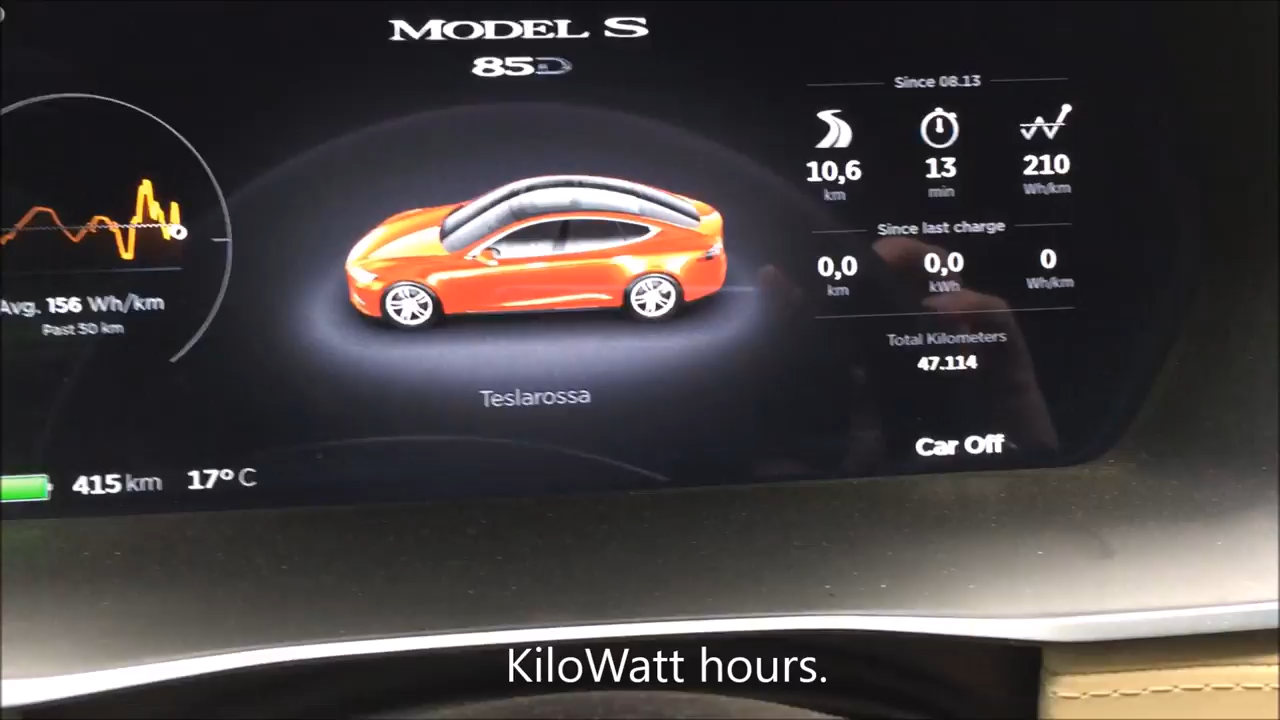 MODEL S
85D
Since 08.13
10,6 13 210
km min Wh/km
Since last charge
0,0 0,0 0
km kWh Wh/km
Total Kilometers
47.114
Car Off
Avg. 156 Wh/km
Past 50 km
Teslarossa
415 km 17° C
KiloWatt hours.